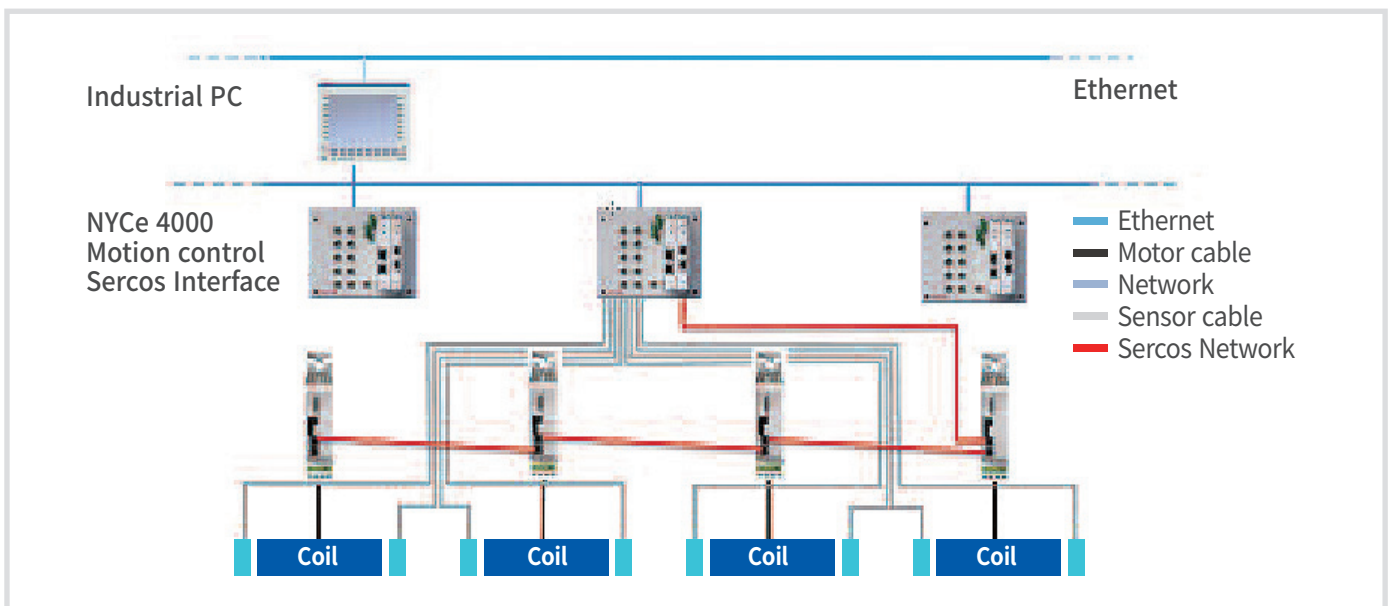 Industrial PC
Ethernet
NYCe 4000
Motion control
Sercos Interface
Ethernet
Motor cable
Network
Sensor cable
Sercos Network
Coil
Coil
Coil
Coil